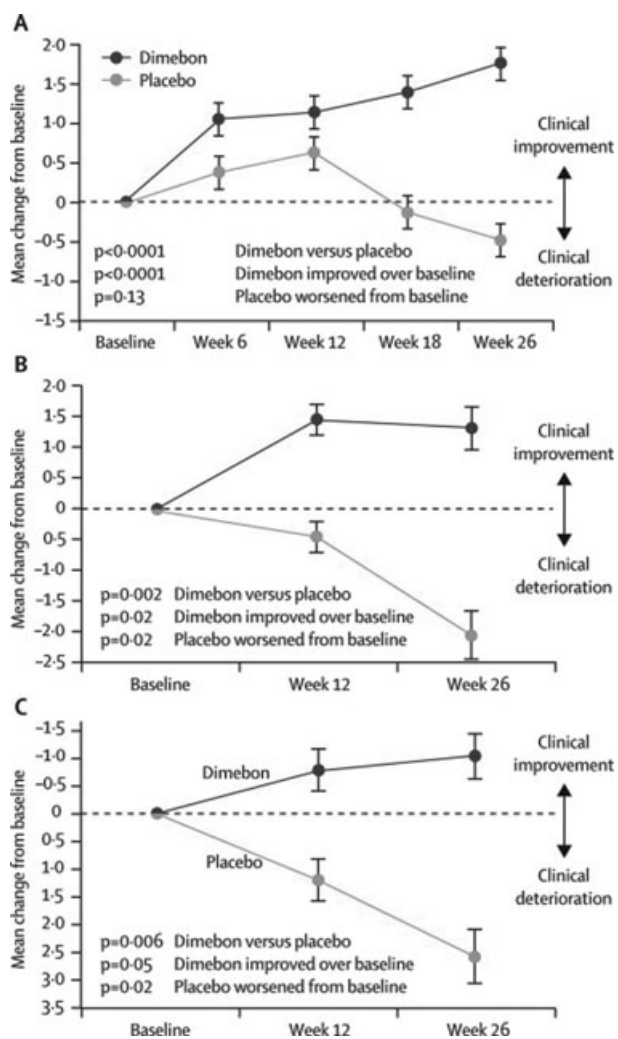 A
2·0
1·5
1·0
0·5
0
−0·5
−1·0
−1·5
Mean change from baseline
Dimebon
Placebo
Clinical
improvement
Clinical
deterioration
p<0·0001 Dimebon versus placebo
p<0·0001 Dimebon improved over baseline
p=0·13 Placebo worsened from baseline
Baseline Week 6 Week 12 Week 18 Week 26
B
2·0
1·5
1·0
0·5
0
0·5
−1·0
−1·5
−2·0
−2·5
Mean change from baseline
Clinical
improvement
Clinical
deterioration
p=0·002 Dimebon versus placebo
p=0·02 Dimebon improved over baseline
p=0·02 Placebo worsened from baseline
Baseline Week 12 Week 26
C
−1·5
−1·0
−0·5
0
0·5
1·0
1·5
2·0
2·5
3·0
3·5
Mean change from baseline
Dimebon
Placebo
Clinical
improvement
Clinical
deterioration
p=0·006 Dimebon versus placebo
p=0·05 Dimebon improved over baseline
p=0·02 Placebo worsened from baseline
Baseline Week 12 Week 26